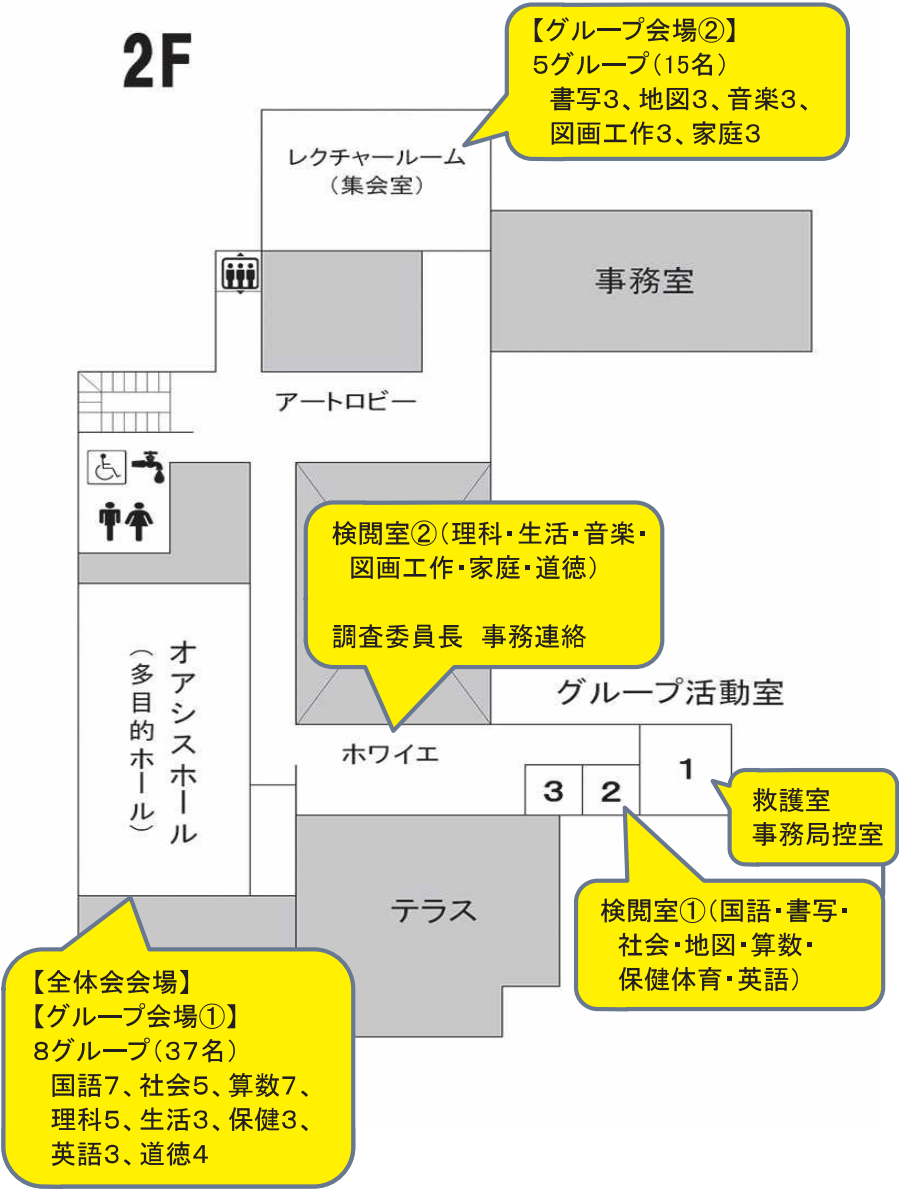 2F
【グループ会場②】
5グループ(15名)
書写3、地図3、音楽3、
図画工作3、家庭3
レクチャールーム
(集会室)
事務室
アートロビー
検閲室②(理科・生活・音楽・
図画工作・家庭・道徳)
調査委員長 事務連絡
オアシスホール
(多目的ホール)
グループ活動室
ホワイエ
3
2
1
救護室
事務局控室
テラス
検閲室①(国語・書写・
社会・地図・算数・
保健体育・英語)
【全体会会場】
【グループ会場①】
8グループ(37名)
国語7、社会5、算数7、
理科5、生活3、保健3、
英語3、道徳4